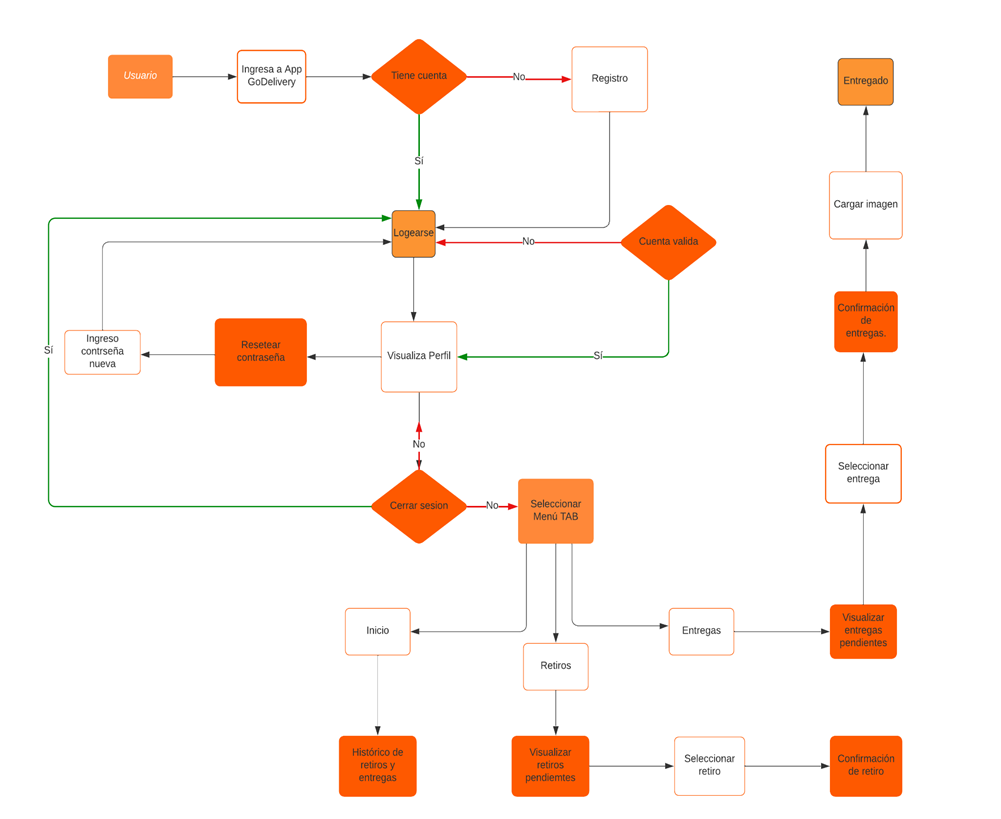 Usuario
Ingresa a App
GoDelivery
Tiene cuenta
No
Registro
Entregado
Sí
Cargar imagen
Logearse
No
Cuenta valida
Confirmación
de
entregas.
Ingreso
contrseña
nueva
Resetear
contraseña
Visualiza Perfil
Sí
Sí
No
Seleccionar
entrega
Cerrar sesion
No
Seleccionar
Menú TAB
Inicio
Entregas
Visualizar
entregas
pendientes
Retiros
Histórico de
retiros y
entregas
Visualizar
retiros
pendiemtes
Seleccionar
retiro
Confirmación
de retiro